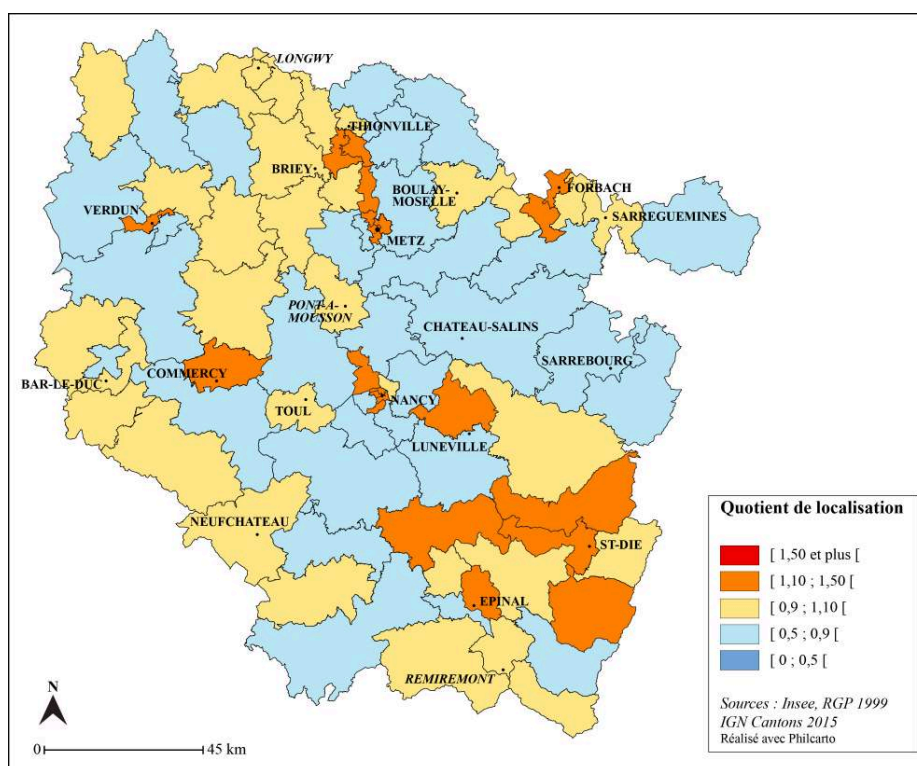 LONGWY
THIONVILLE
BRIEY
BOULAY-
MOSELLE
FORBACH
VERDUN
SARREGUEMINES
METZ
PONT-A-
MOUSSON
CHATEAU-SALINS
SARREBOURG
COMMERCY
BAR-LE-DUC
TOUL
NANCY
LUNEVILLE
NEUFCHATEAU
ST-DIE
EPINAL
REMIREMONT
N
0 45 km
Quotient de localisation
[ 1,50 et plus [
[ 1,10 ; 1,50 [
[ 0,9 ; 1,10 [
[ 0,5 ; 0,9 [
[ 0 ; 0,5 [
Sources : Insee, RGP 1999
IGN Cantons 2015
Réalisé avec Philcarto